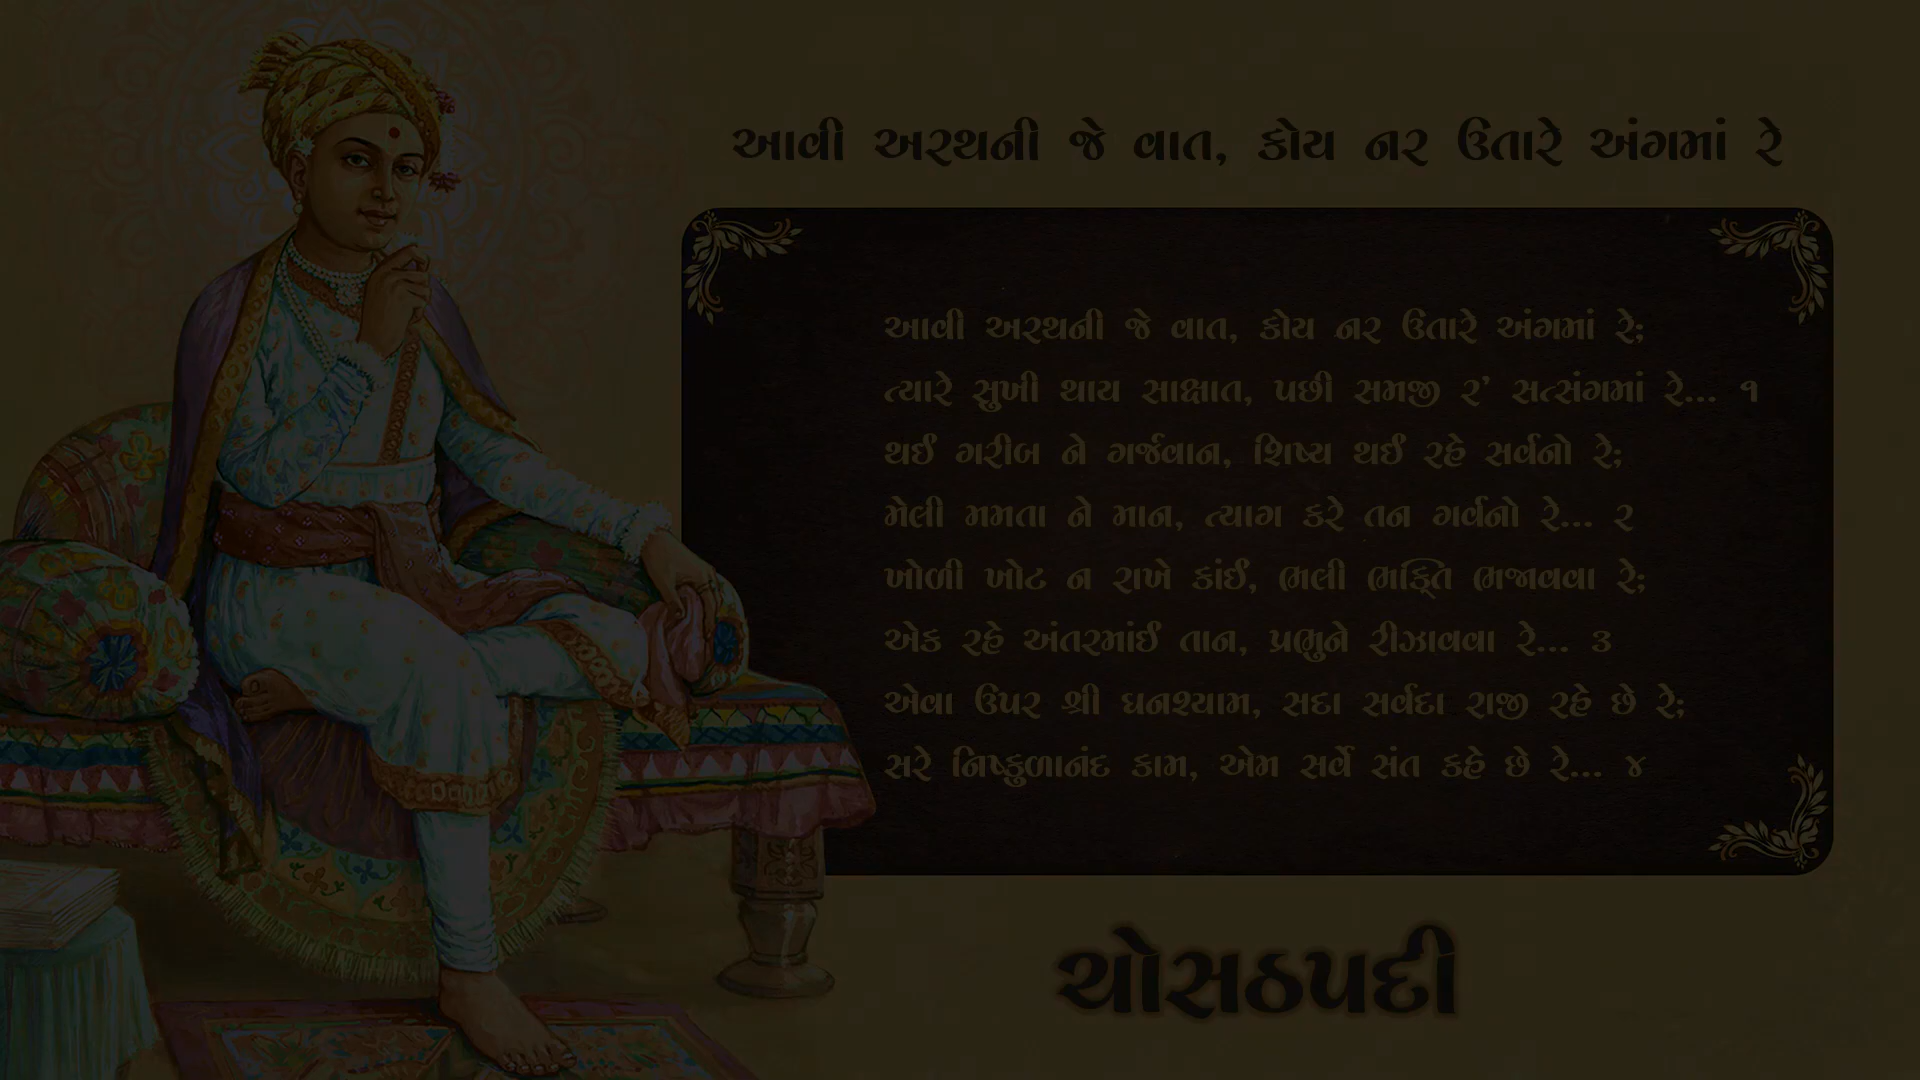 આવી અરથની જે વાત, કોય નર ઉતારે અંગમાં રે
આવી અરથની જે વાત, કોય નર ઉતારે અંગમાં રે;
ત્યારે સુખી થાય સાક્ષાત, પછી સમજી ર’ સત્સંગમાં રે... ૧
થઈ ગરીબ ને ગર્જવાન, શિષ્ય થઈ રહે સર્વનો રે;
મેલી મમતા ને માન, ત્યાગ કરે તન ગર્વનો રે... ૨
ખોળી ખોટ ન રાખે કાંઈ, ભલી ભક્તિ ભજાવવા રે;
એક રહે અંતરમાંઈ તાન, પ્રભુને રીઝાવવા રે... ૩
એવા ઉપર શ્રી ઘનશ્યામ, સદા સર્વદા રાજી રહે છે રે;
સરે નિષ્કુળાનંદ કામ, એમ સર્વે સંત કહે છે રે... ૪
ચોસઠપદી